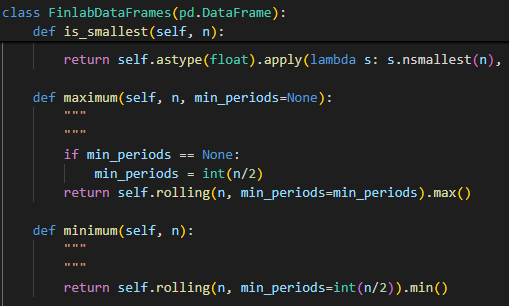 class FinlabDataFrames(pd.DataFrame):
    def is_smallest(self, n):
        return self.astype(float).apply(lambda s: s.nsmallest(n),
    def maximum(self, n, min_periods=None):
        """
        """
        if min_periods == None:
            min_periods = int(n/2)
        return self.rolling(n, min_periods=min_periods).max()
    def minimum(self, n):
        """
        """
        return self.rolling(n, min_periods=int(n/2)).min()